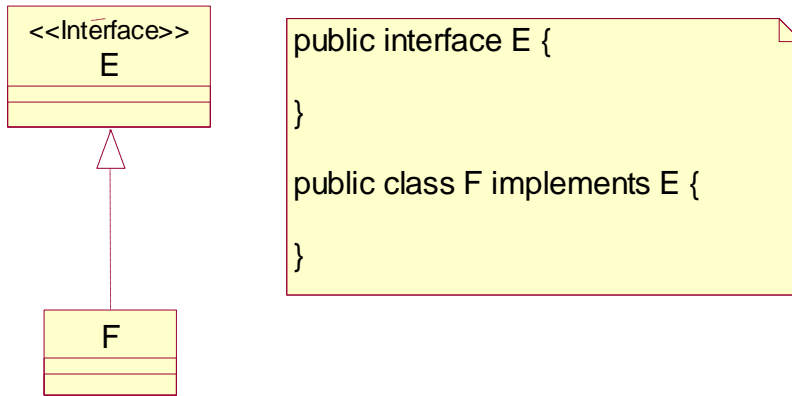 <<Interface>>
E
F
public interface E {
}
public class F implements E {
}